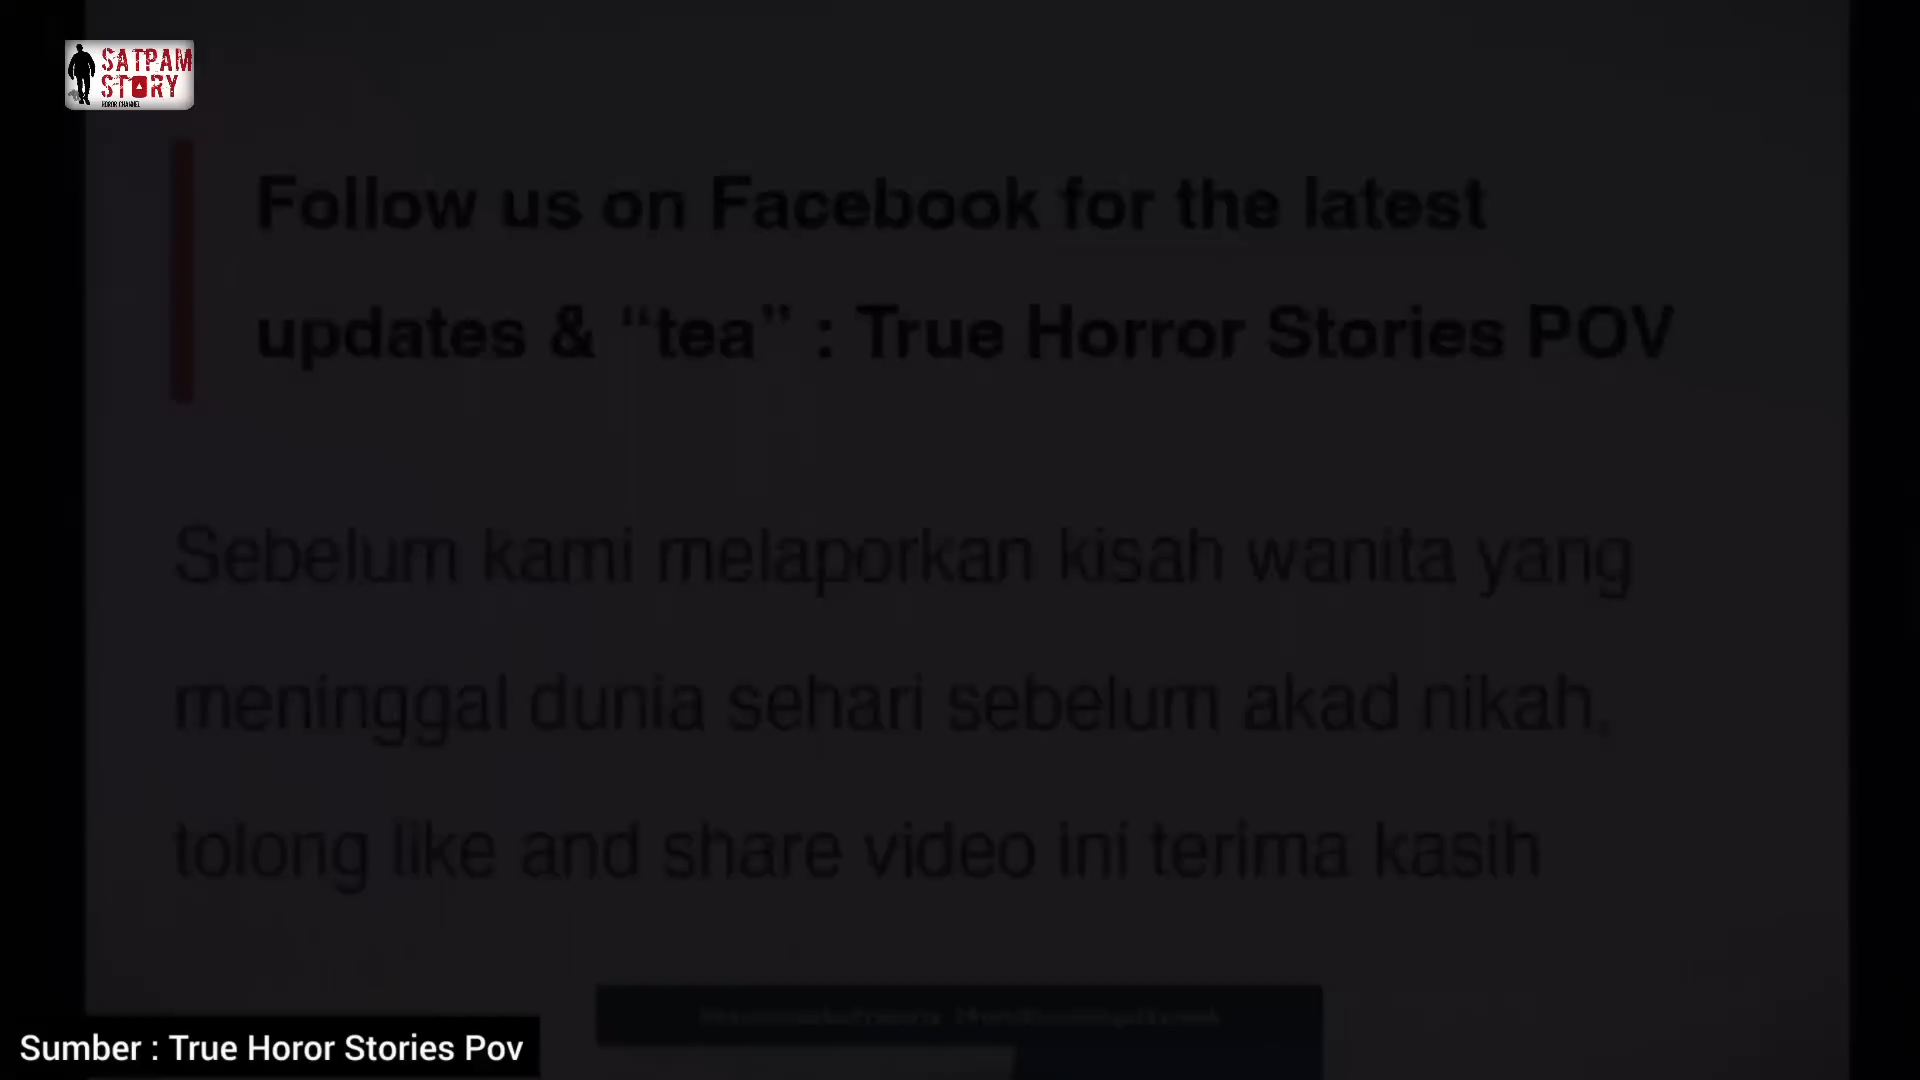 SATPAM
STORY
HOROR CHANNEL
Follow us on Facebook for the latest
updates & “tea” : True Horror Stories POV
Sebelum kami melaporkan kisah wanita yang
meninggal dunia sehari sebelum akad nikah,
tolong like and share video ini terima kasih
Sumber : True Horor Stories Pov